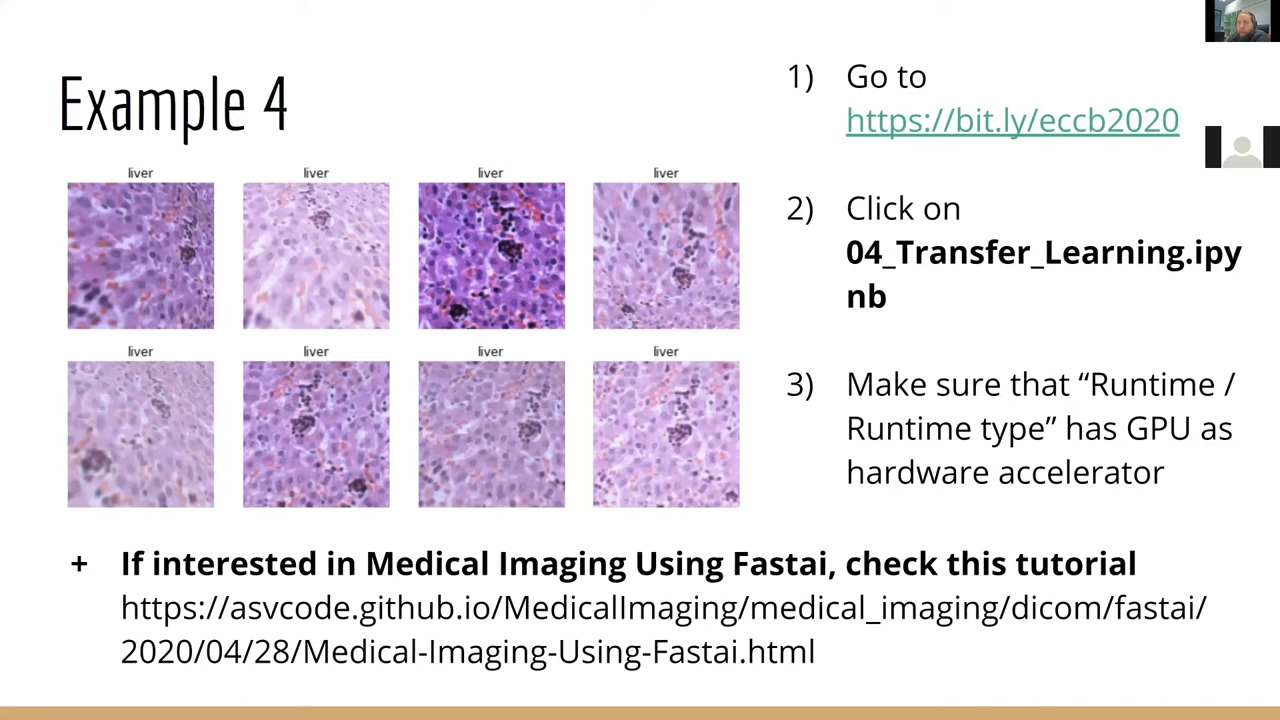 Example 4
liver
liver
liver
liver
liver
liver
liver
liver
1) Go to
https://bit.ly/eccb2020
2) Click on
04_Transfer_Learning.ipy
nb
3) Make sure that “Runtime /
Runtime type” has GPU as
hardware accelerator
+ If interested in Medical Imaging Using Fastai, check this tutorial
https://asvcode.github.io/MedicalImaging/medical_imaging/dicom/fastai/
2020/04/28/Medical-Imaging-Using-Fastai.html